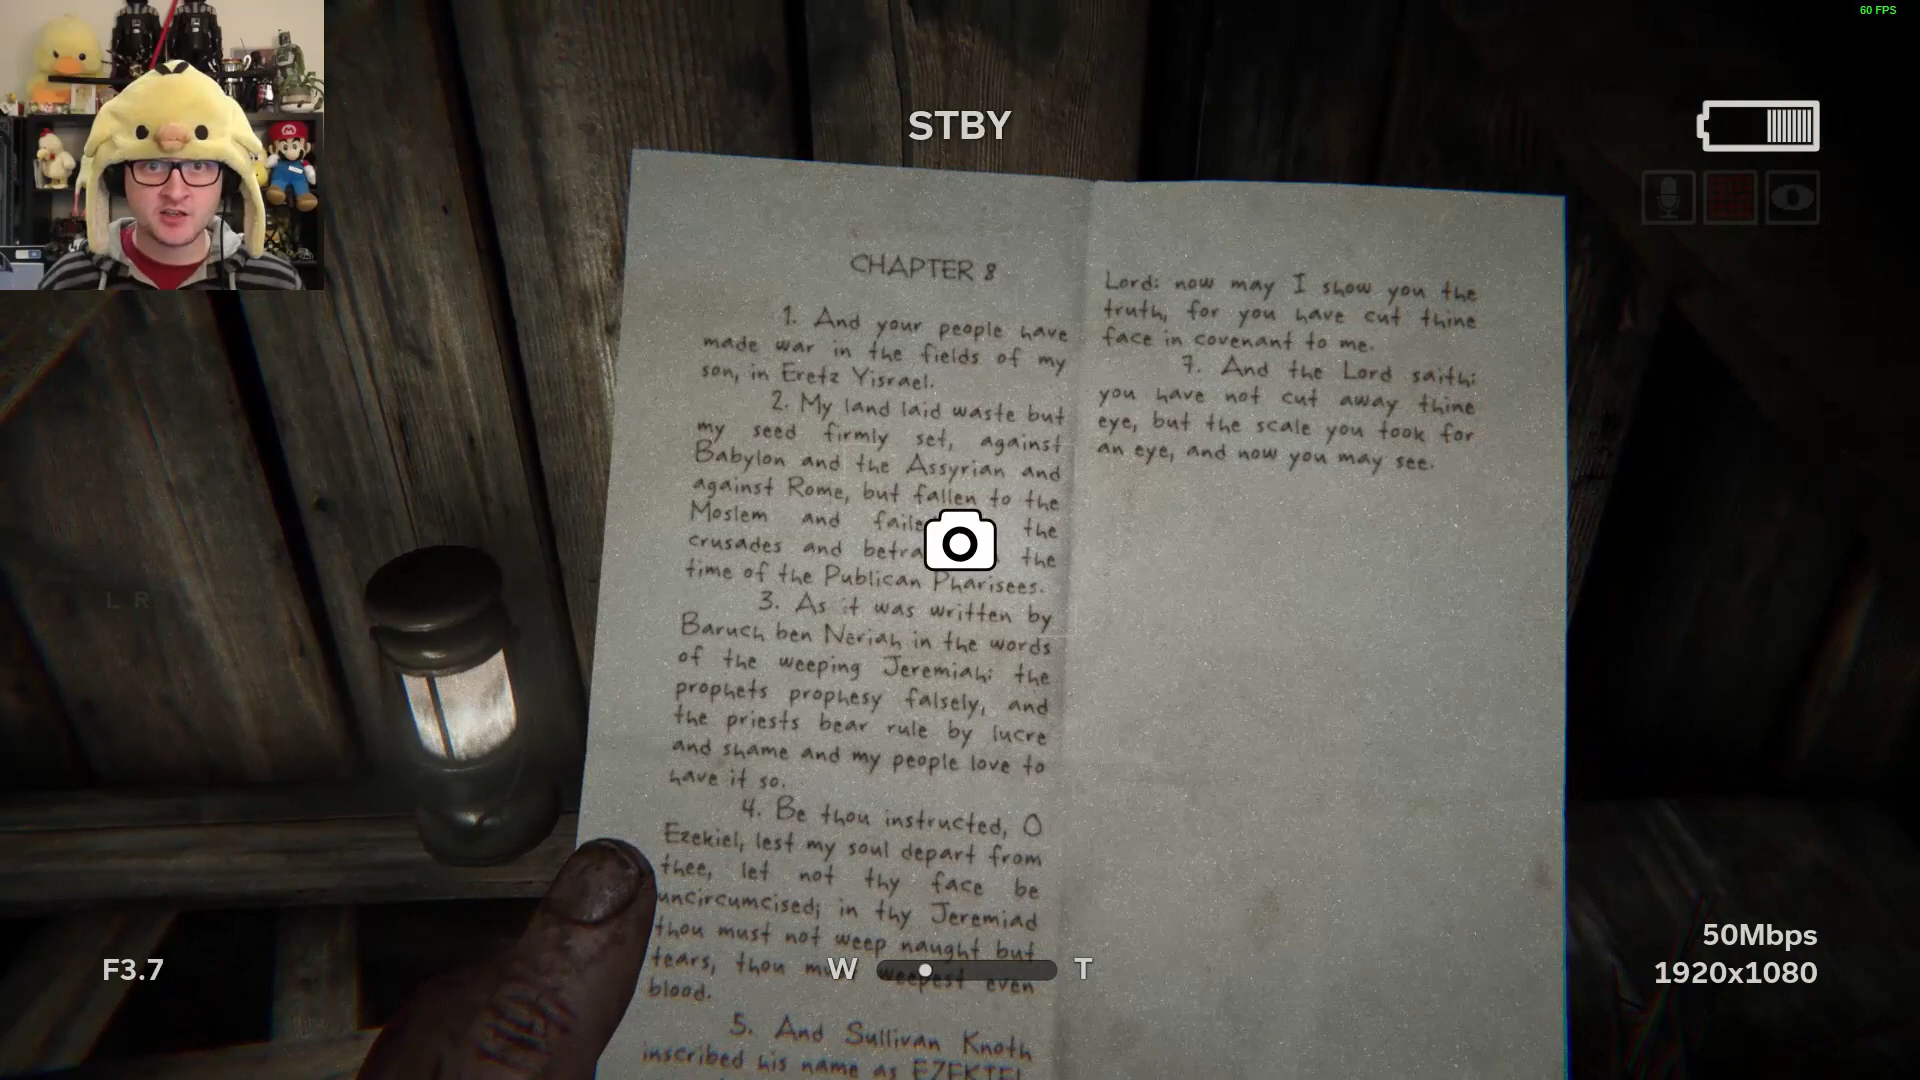 60 FPS
STBY
CHAPTER 8
1. And your people have
made war in the fields of my
son, in Eretz Yisrael.
2. My land laid waste but
my seed firmly set, against
Babylon and the Assyrian and
against Rome, but fallen to the
Moslem and the
crusades and the
time of the Publican Pharisees.
3. As it was written by
Baruch ben Neriah in the words
of the weeping Jeremiah: the
prophets prophesy falsely, and
the priests bear rule by lucre
and shame and my people love to
have it so.
4. Be thou instructed, O
Ezekiel, lest my soul depart from
thee, let not thy face be
uncircumcised; in thy Jeremiad
thou must not weep naught but
tears, thou weepest even
blood.
5. And Sullivan Knoth
inscribed his name as EZEKIEL
Lord: now may I show you the
truth, for you have cut thine
face in covenant to me.
7. And the Lord saith:
you have not cut away thine
eye, but the scale you took for
an eye, and now you may see.
L R
F3.7
W T
50Mbps
1920x1080